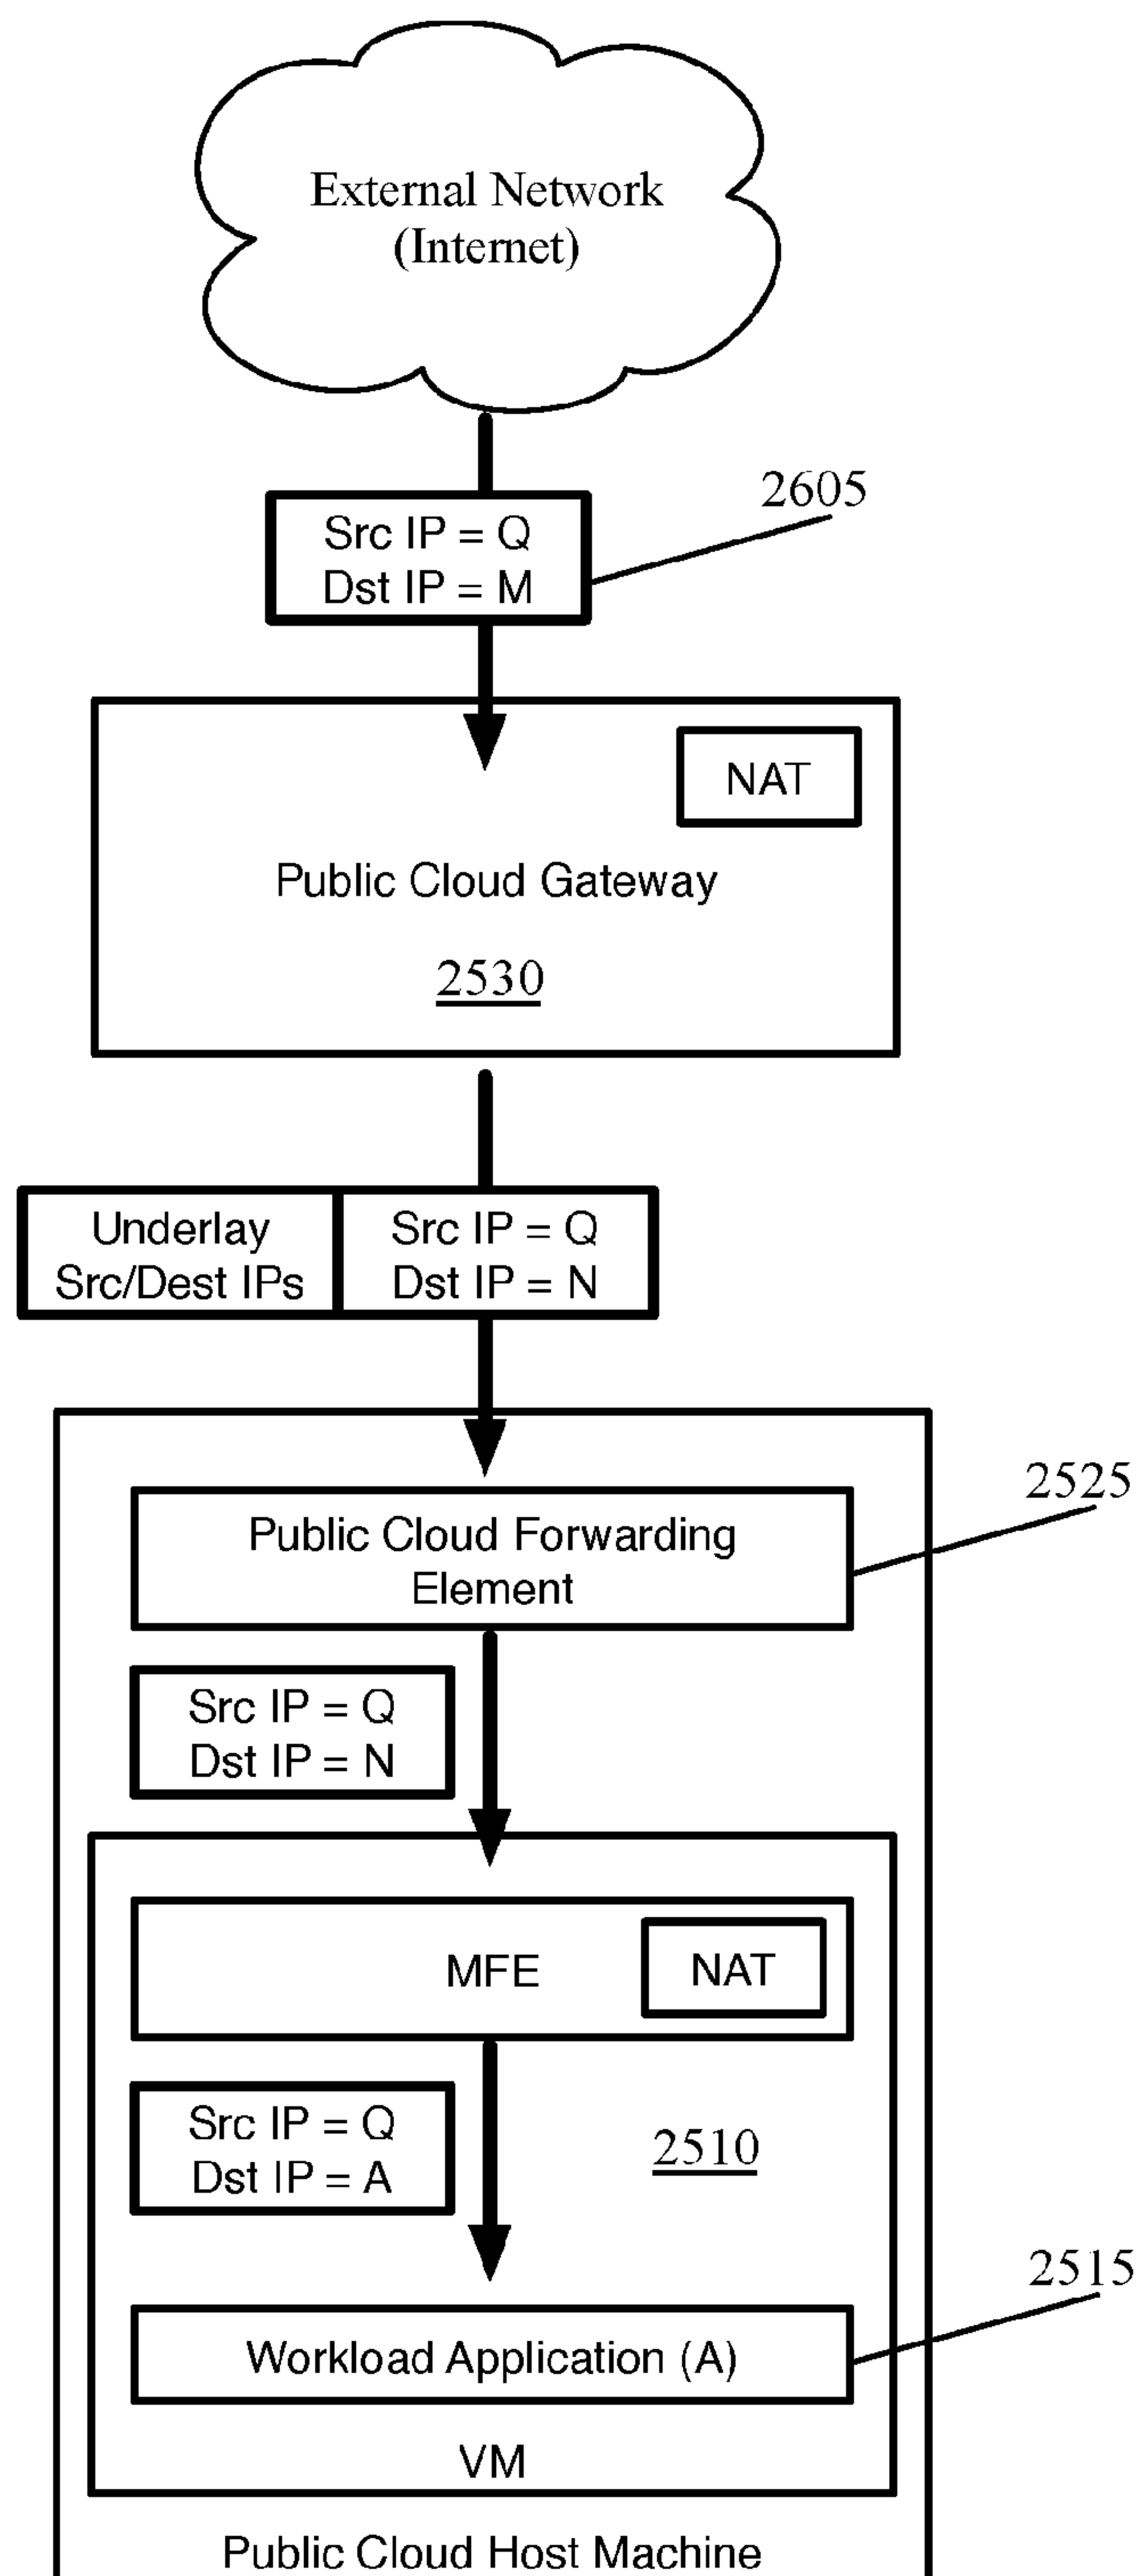 External Network
(Internet)
2605
Src IP = Q
Dst IP = M
NAT
Public Cloud Gateway
2530
Underlay
Src/Dest IPs
Src IP = Q
Dst IP = N
2525
Public Cloud Forwarding
Element
Src IP = Q
Dst IP = N
MFE
NAT
Src IP = Q
Dst IP = A
2510
2515
Workload Application (A)
VM
Public Cloud Host Machine